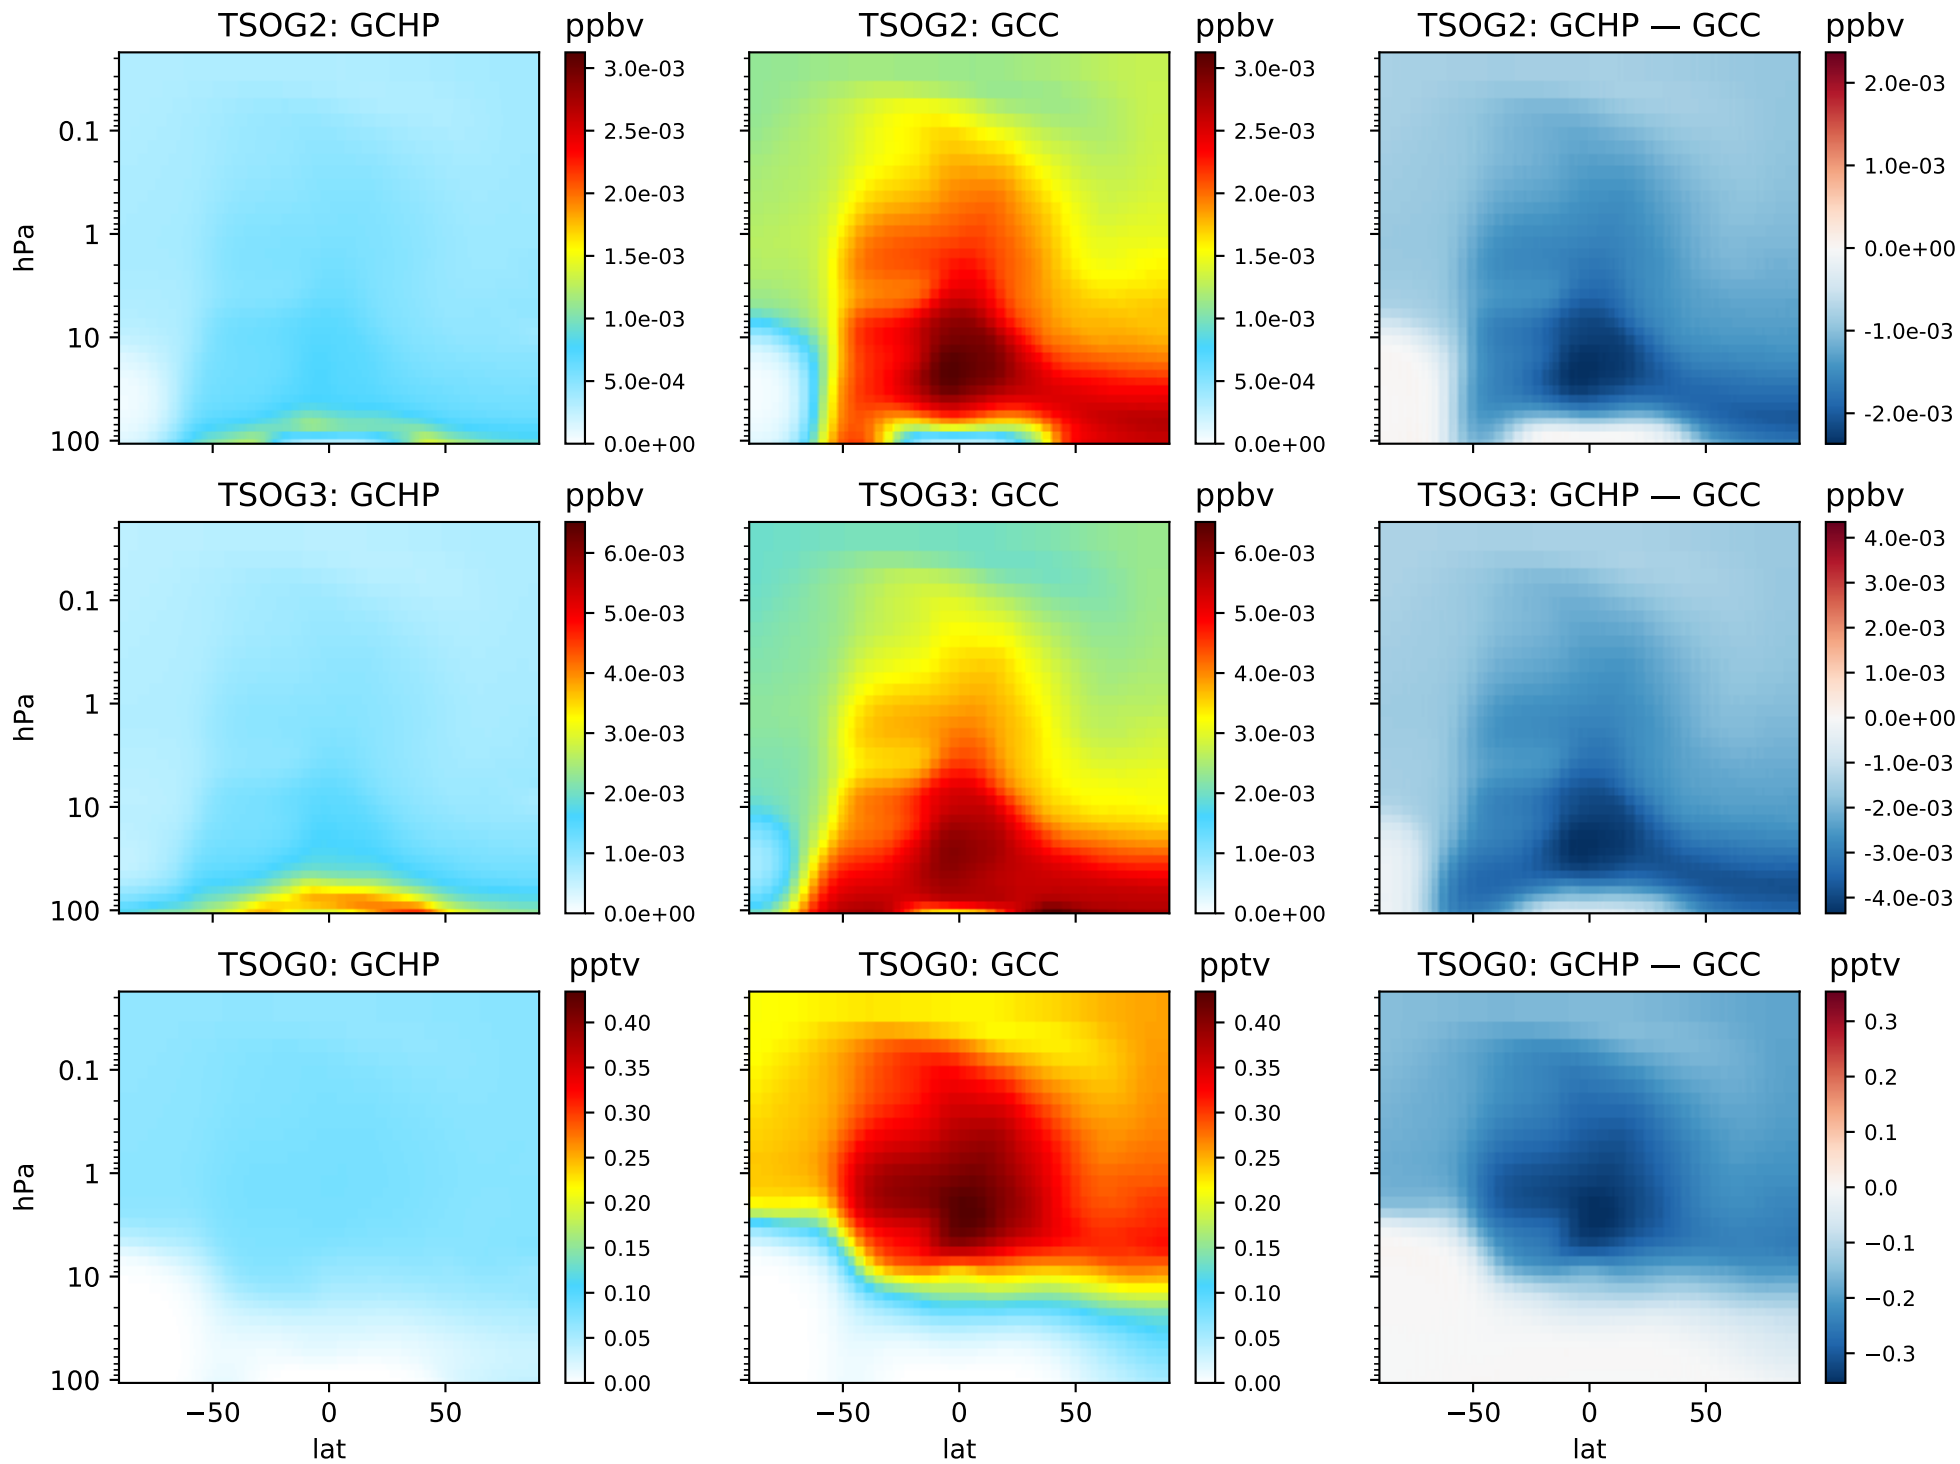 TSOG2: GCHP
ppbv
TSOG2: GCC
ppbv
TSOG2: GCHP — GCC
ppbv
hPa
0.1
1
10
100
3.0e-03
2.5e-03
2.0e-03
1.5e-03
1.0e-03
5.0e-04
0.0e+00
3.0e-03
2.5e-03
2.0e-03
1.5e-03
1.0e-03
5.0e-04
0.0e+00
2.0e-03
1.0e-03
0.0e+00
-1.0e-03
-2.0e-03
TSOG3: GCHP
ppbv
TSOG3: GCC
ppbv
TSOG3: GCHP — GCC
ppbv
hPa
0.1
1
10
100
6.0e-03
5.0e-03
4.0e-03
3.0e-03
2.0e-03
1.0e-03
0.0e+00
6.0e-03
5.0e-03
4.0e-03
3.0e-03
2.0e-03
1.0e-03
0.0e+00
4.0e-03
3.0e-03
2.0e-03
1.0e-03
0.0e+00
-1.0e-03
-2.0e-03
-3.0e-03
-4.0e-03
TSOG0: GCHP
pptv
TSOG0: GCC
pptv
TSOG0: GCHP — GCC
pptv
hPa
0.1
1
10
100
0.40
0.35
0.30
0.25
0.20
0.15
0.10
0.05
0.00
0.40
0.35
0.30
0.25
0.20
0.15
0.10
0.05
0.00
0.3
0.2
0.1
0.0
−0.1
−0.2
−0.3
−50 0 50
−50 0 50
−50 0 50
lat
lat
lat